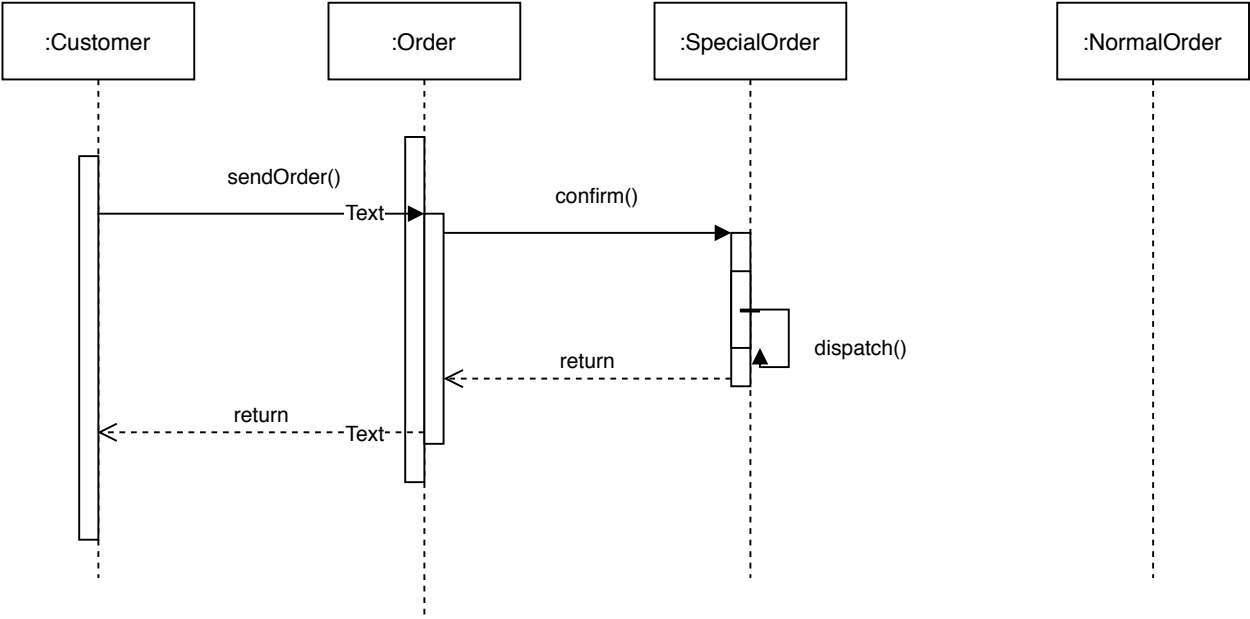 :Customer
:Order
:SpecialOrder
:NormalOrder
sendOrder()
confirm()
Text
dispatch()
return
return
Text